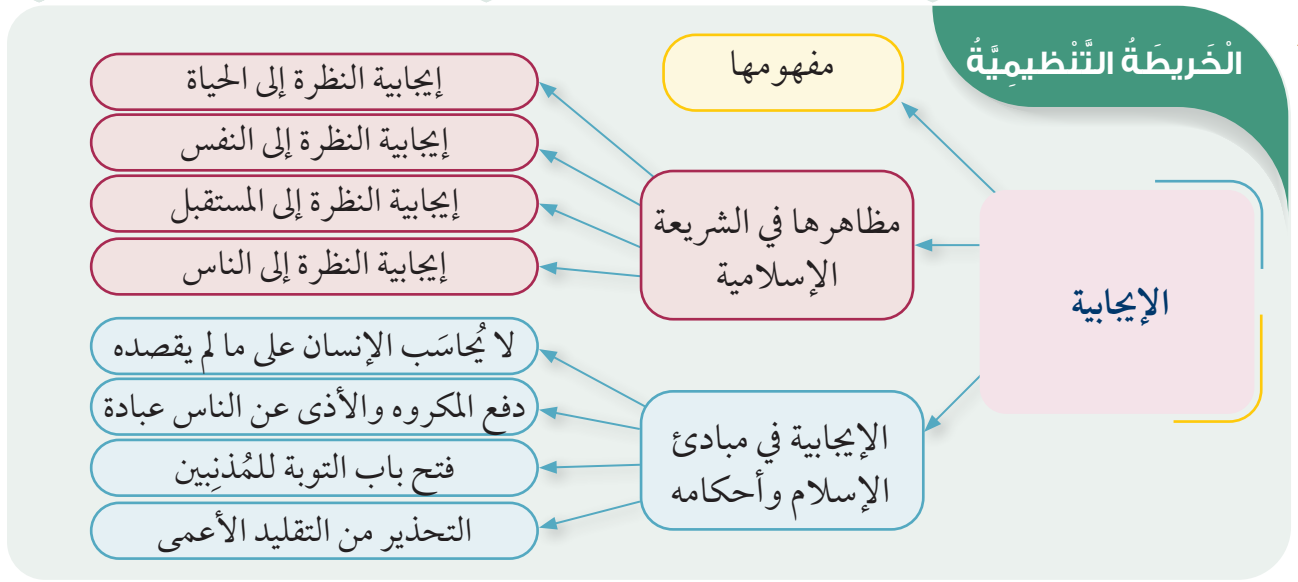 الْخَريطَةُ التَّنْظيمِيَّةُ
الإيجابية
مفهومها
مظاهرها في الشريعة
الإسلامية
إيجابية النظرة إلى الحياة
إيجابية النظرة إلى النفس
إيجابية النظرة إلى المستقبل
إيجابية النظرة إلى الناس
الإيجابية في مبادئ
الإسلام وأحكامه
لا يُحاسَب الإنسان على ما لم يقصده
دفع المكروه والأذى عن الناس عبادة
فتح باب التوبة للمُذنِبين
التحذير من التقليد الأعمى